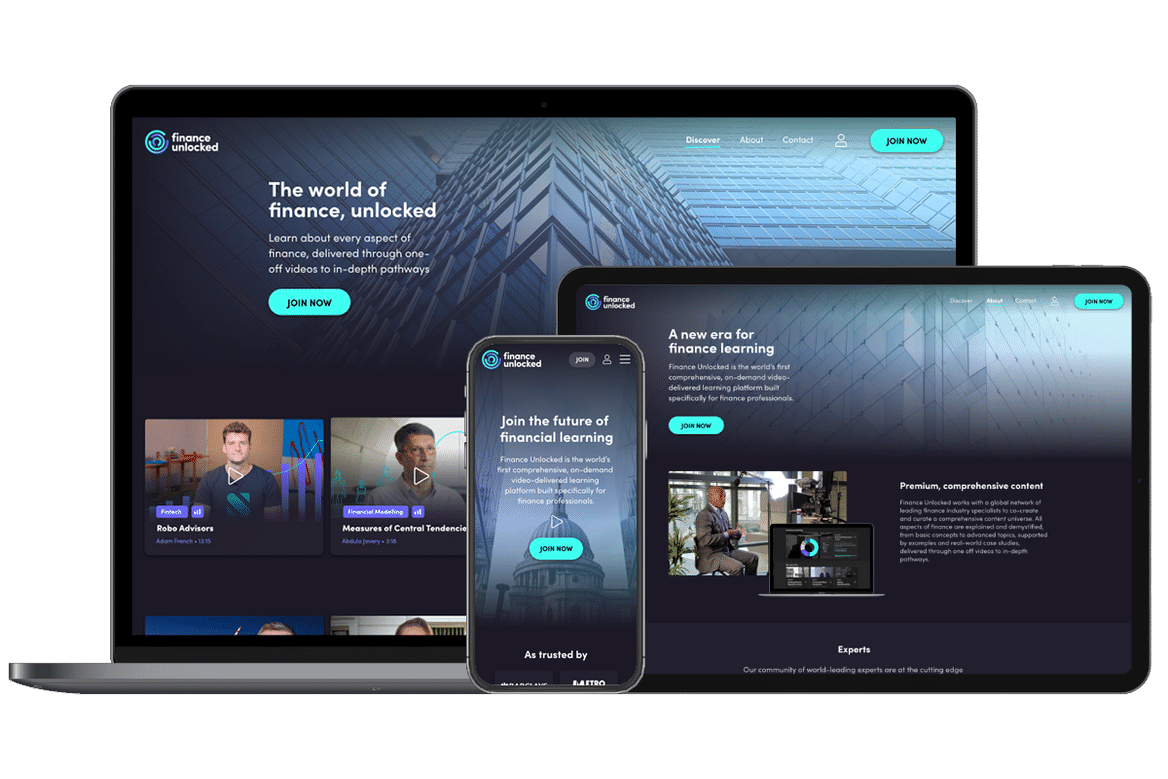 finance
unlocked
Discover
About
Contact
JOIN NOW
The world of
finance, unlocked
Learn about every aspect of
finance, delivered through one-
off videos to in-depth pathways
JOIN NOW
Fintech
Robo Advisors
Adam French • 13:15
Financial Modelling
Measures of Central Tendencie
Abdulla Javery • 3:18
finance
unlocked
JOIN
Join the future of
financial learning
Finance Unlocked is the world's
first comprehensive, on-demand
video-delivered learning platform
platform built specifically for
finance professionals.
JOIN NOW
As trusted by
BARCLAYS
METRO
finance
unlocked
Discover
About
Contact
JOIN NOW
A new era for
finance learning
Finance Unlocked is the world's first
comprehensive, on-demand video-
delivered learning platform built
specifically for finance professionals.
JOIN NOW
Premium, comprehensive content
Finance Unlocked works with a global network of
leading finance industry specialists to co-create
and curate a comprehensive content universe. All
aspects of finance are explained and demystified,
from basic concepts to advanced topics, supported
by examples and real-world case studies,
delivered through one off videos to in-depth
pathways.
Experts
Our community of world-leading experts are at the cutting edge